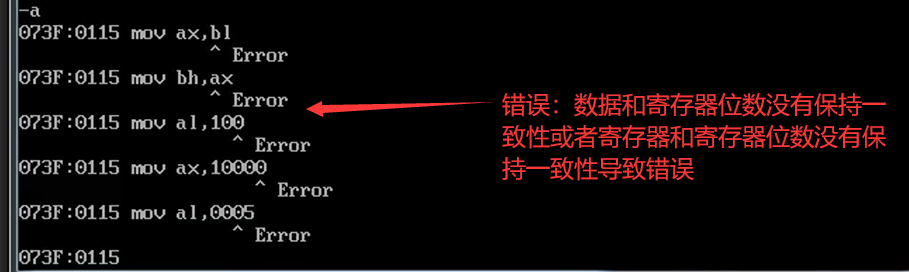 -a
073F:0115 mov ax,bl
^ Error
073F:0115 mov bh,ax
^ Error
073F:0115 mov al,100
^ Error
073F:0115 mov ax,10000
^ Error
073F:0115 mov al,0005
^ Error
073F:0115
错误：数据和寄存器位数没有保持一
致性或者寄存器和寄存器位数没有保
持一致性导致错误